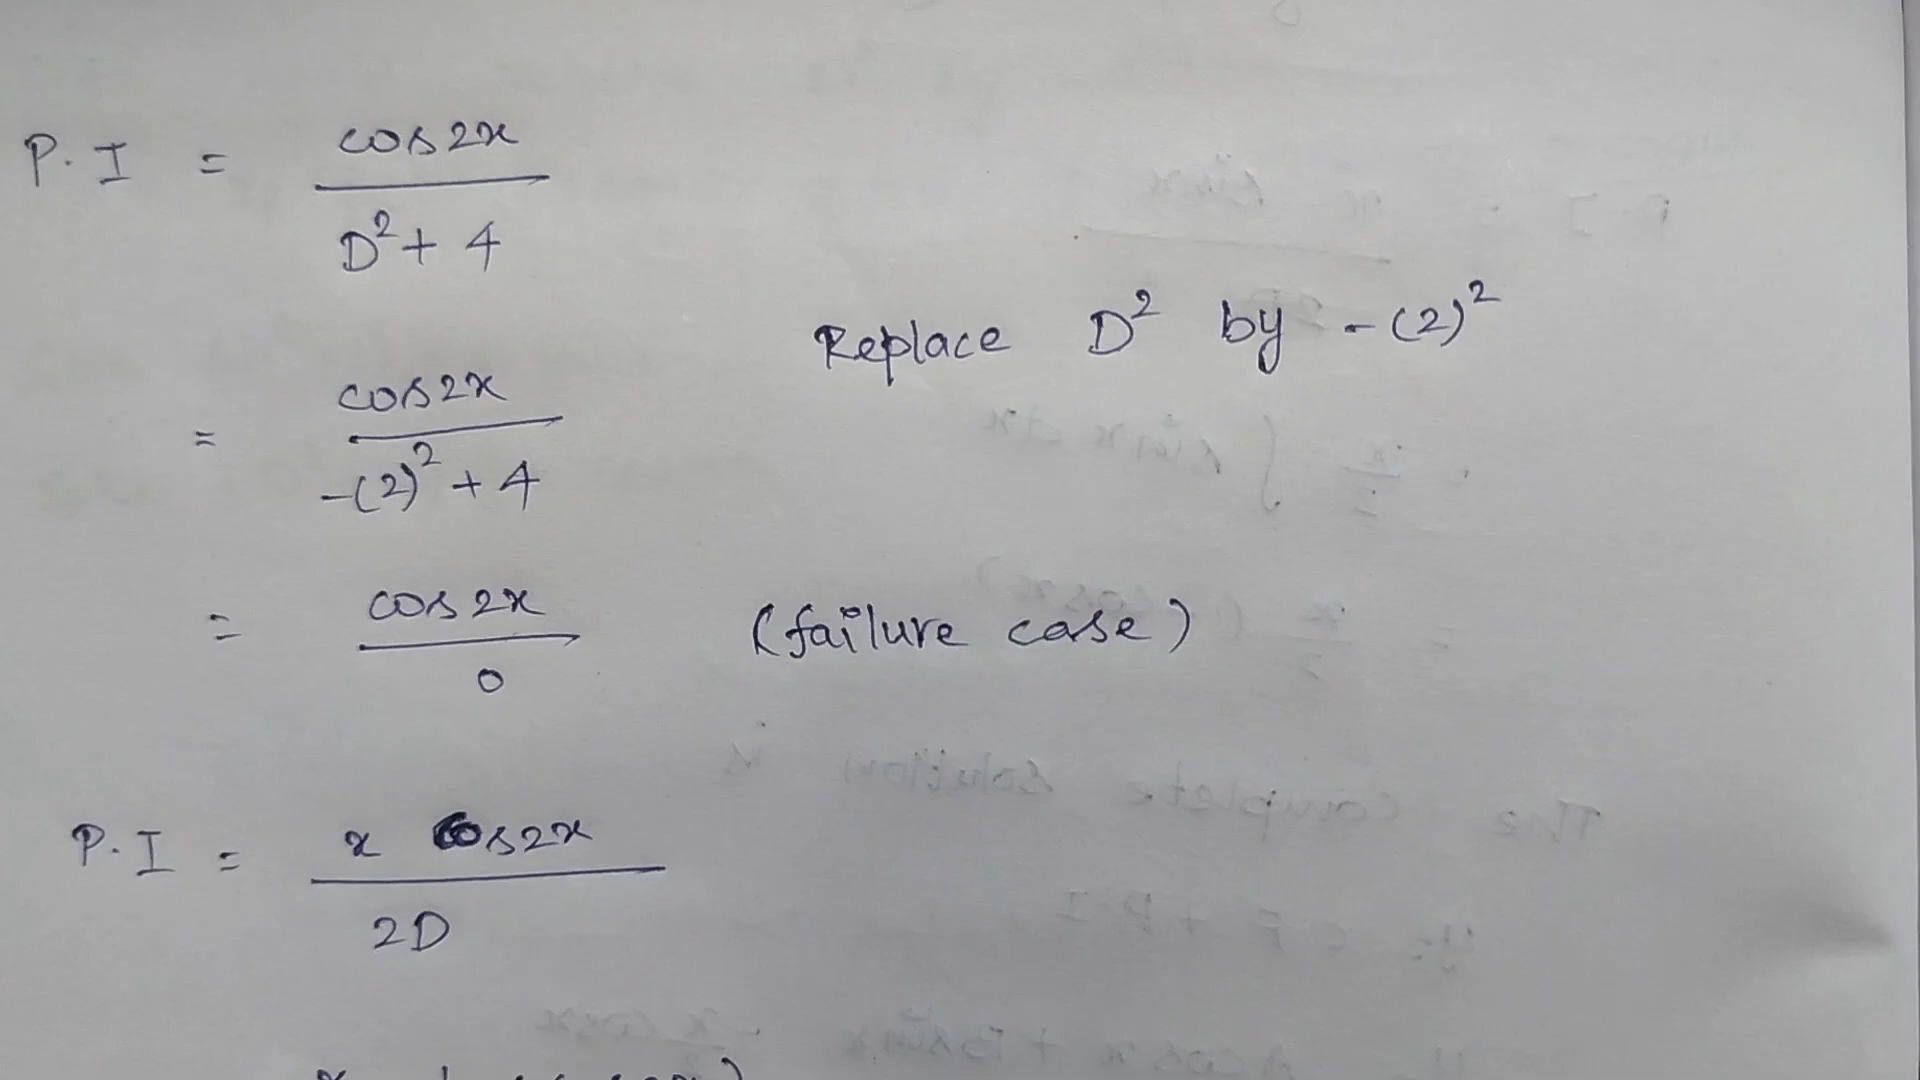 P.I = cos2x / D²+ 4
Replace D² by -(2)²
= cos2x / -(2)² + 4
= cos2x / 0 (failure case)
P.I = x cos2x / 2D